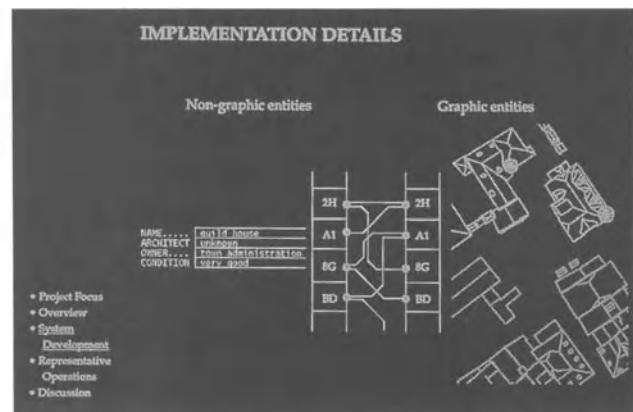 IMPLEMENTATION DETAILS
Non-graphic entities
Graphic entities
2H
A1
8G
BD
2H
A1
8G
BD
NAME..... guild house
ARCHITECT unknown
OWNER.... town administration
CONDITION very good
• Project Focus
• Overview
• System
Development
• Representative
Operations
• Discussion